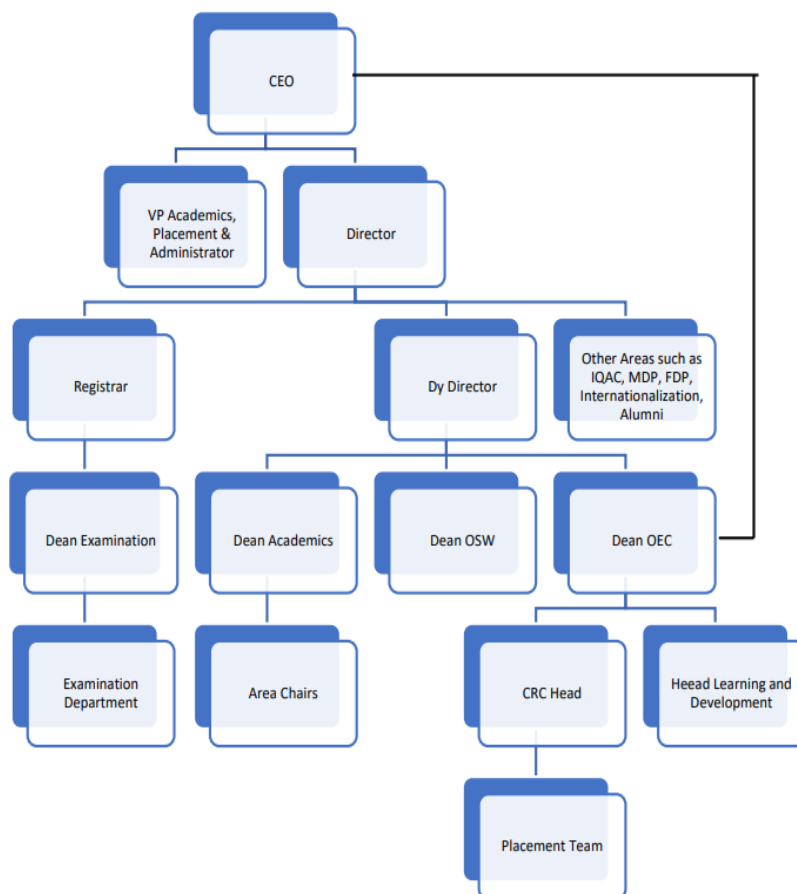 CEO
VP Academics,
Placement &
Administrator
Director
Registrar
Dy Director
Other Areas such as
IQAC, MDP, FDP,
Internationalization,
Alumni
Dean Examination
Dean Academics
Dean OSW
Dean OEC
Examination
Department
Area Chairs
CRC Head
Heead Learning and
Development
Placement Team